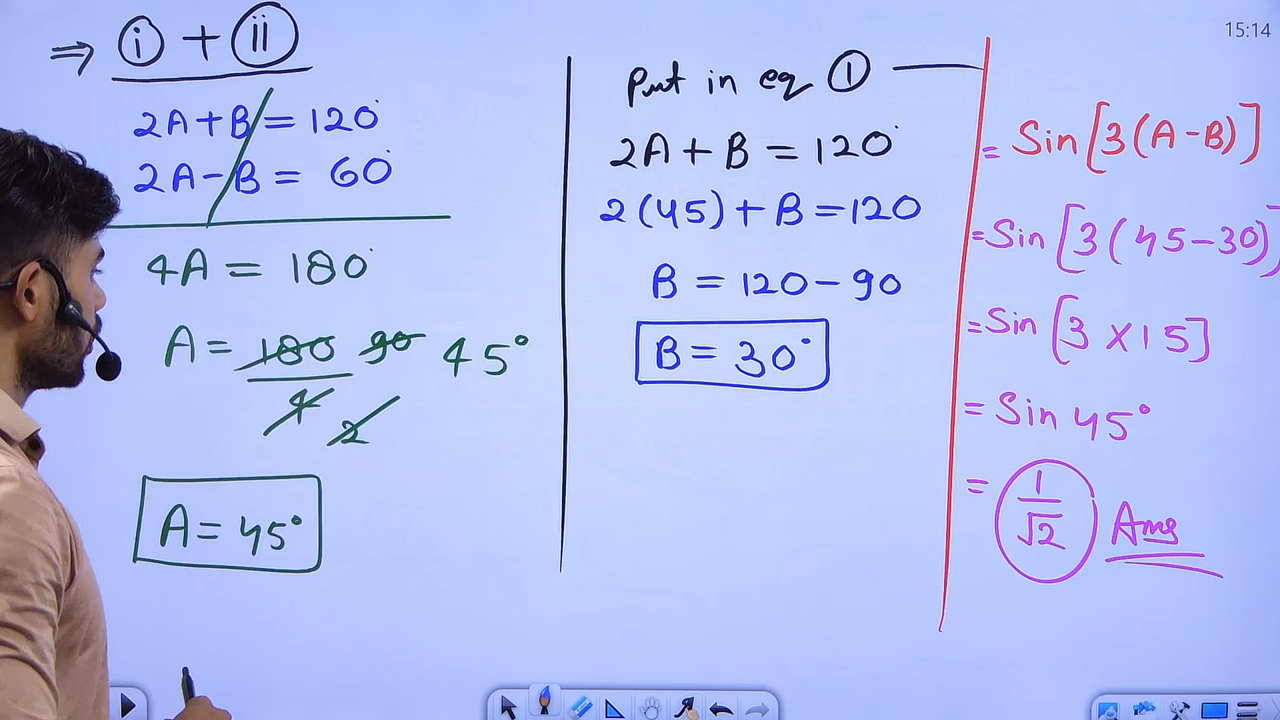 ⇒ (i) + (ii)
2A+B = 120°
2A-B = 60°
4A = 180°
A = 180 90 45°
4 2
A = 45°
Put in eq (1)
2A + B = 120°
2(45) + B = 120
B = 120 - 90
B = 30°
15:14
= Sin[3(A-B)]
= Sin [3(45-30)]
= Sin [3 × 15]
= Sin 45°
= 1/√2 Ans